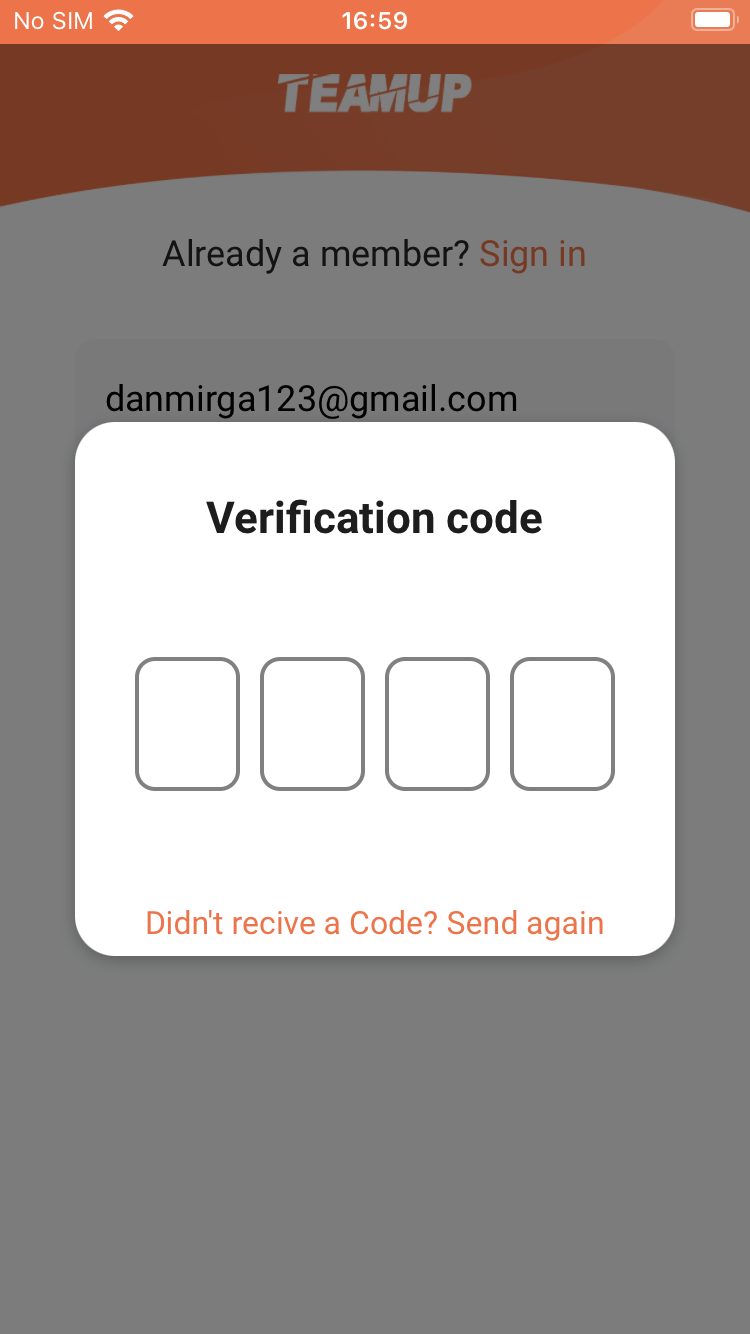 No SIM 16:59
TEAMUP
Already a member? Sign in
danmirga123@gmail.com
Verification code
Didn't recive a Code? Send again